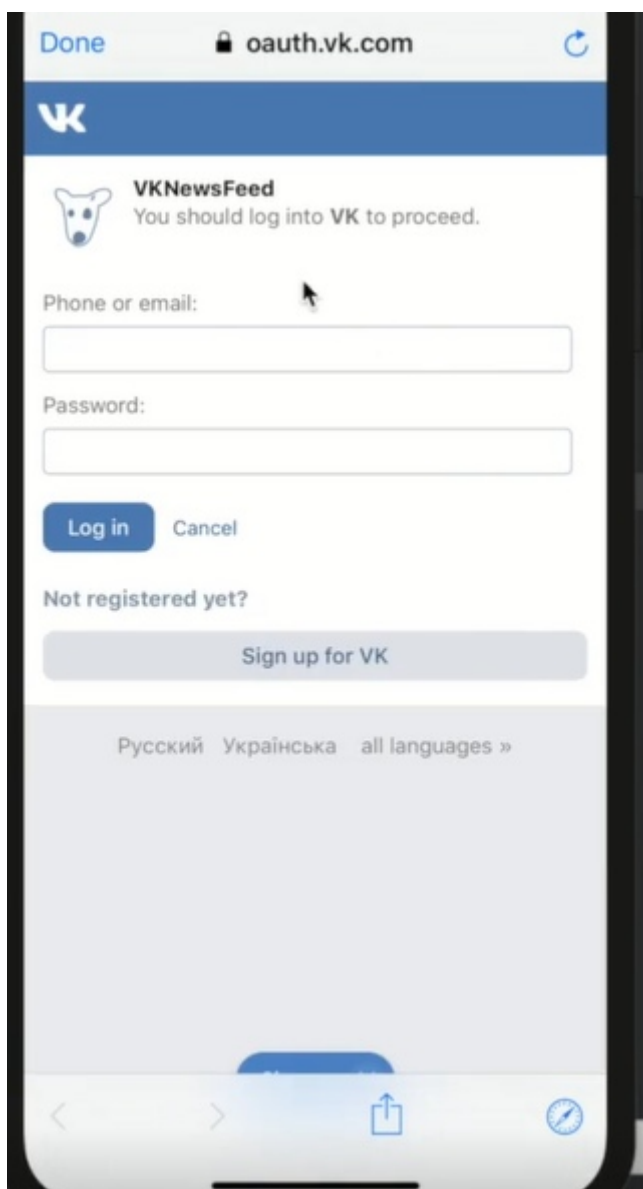 Done oauth.vk.com
VK
VKNewsFeed
You should log into VK to proceed.
Phone or email:
Password:
Log in Cancel
Not registered yet?
Sign up for VK
Русский Українська all languages »